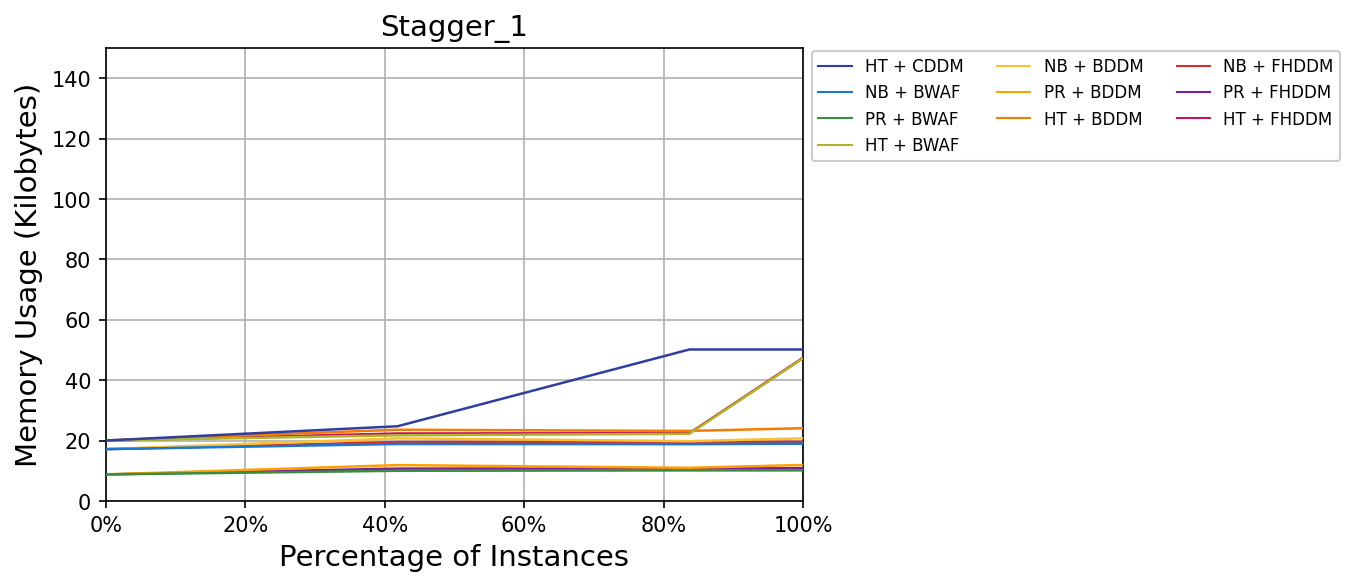 Stagger_1
Memory Usage (Kilobytes)
140
120
100
80
60
40
20
0
0% 20% 40% 60% 80% 100%
Percentage of Instances
HT + CDDM NB + BDDM NB + FHDDM
NB + BWAF PR + BDDM PR + FHDDM
PR + BWAF HT + BDDM HT + FHDDM
HT + BWAF